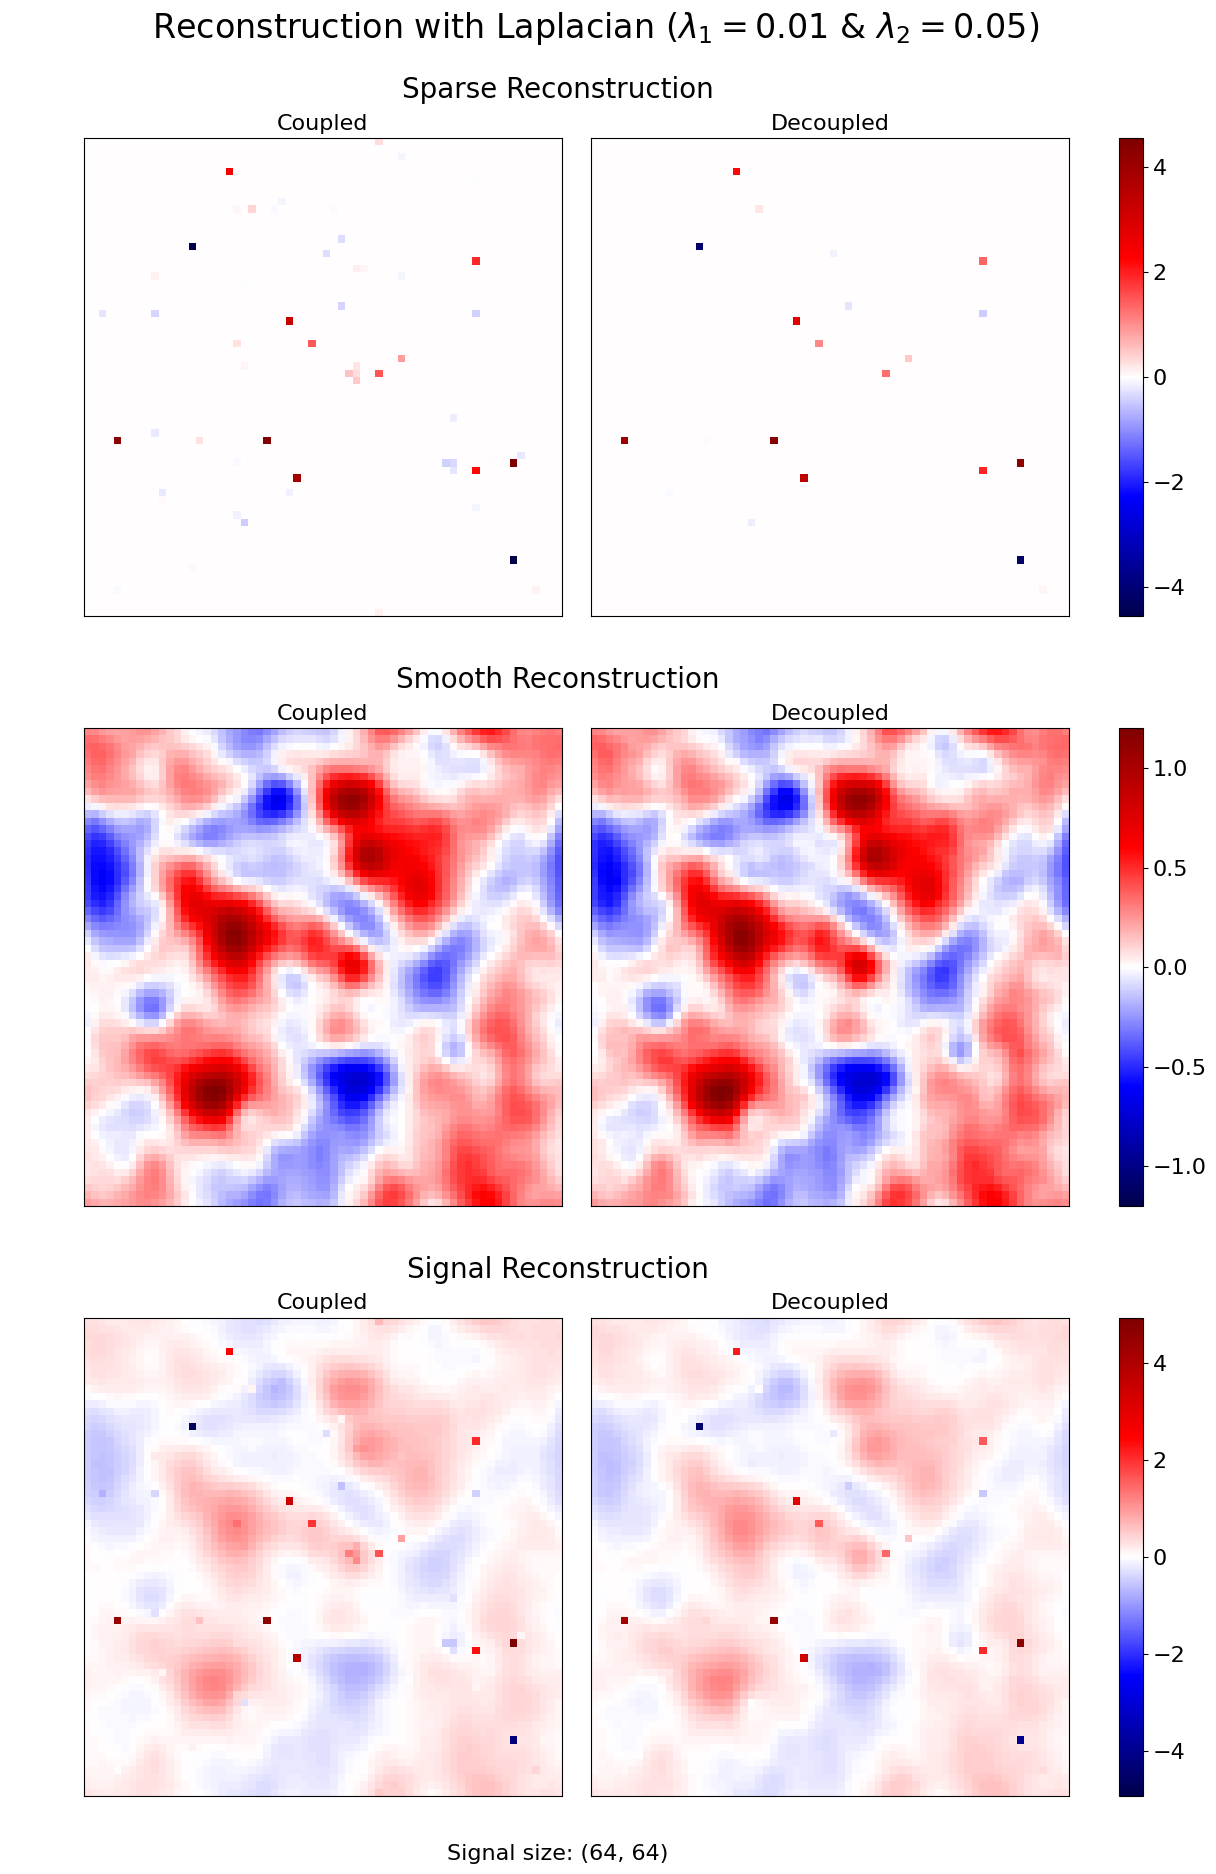 Reconstruction with Laplacian (λ₁ = 0.01 & λ₂ = 0.05)
Sparse Reconstruction
Coupled
Decoupled
4
2
0
−2
−4
Smooth Reconstruction
Coupled
Decoupled
1.0
0.5
0.0
−0.5
−1.0
Signal Reconstruction
Coupled
Decoupled
4
2
0
−2
−4
Signal size: (64, 64)